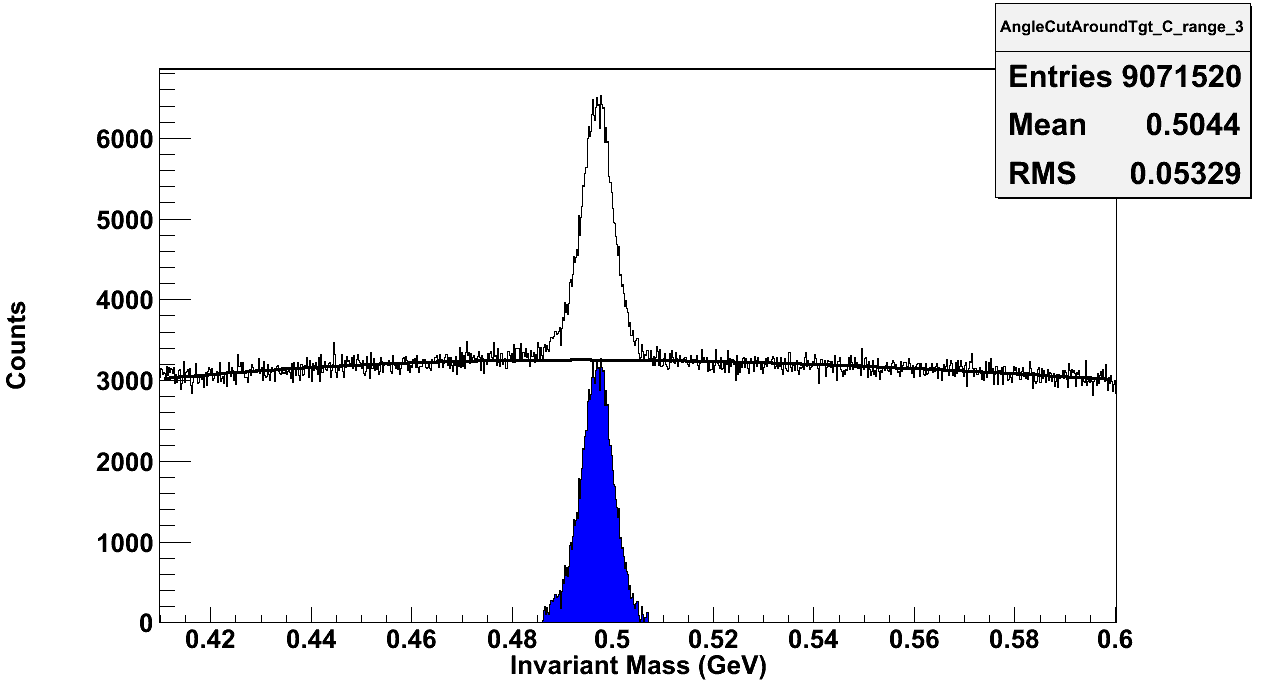 AngleCutAroundTgt_C_range_3
Entries 9071520
Mean 0.5044
RMS 0.05329
Counts
6000
5000
4000
3000
2000
1000
0
0.42 0.44 0.46 0.48 0.5 0.52 0.54 0.56 0.58 0.6
Invariant Mass (GeV)